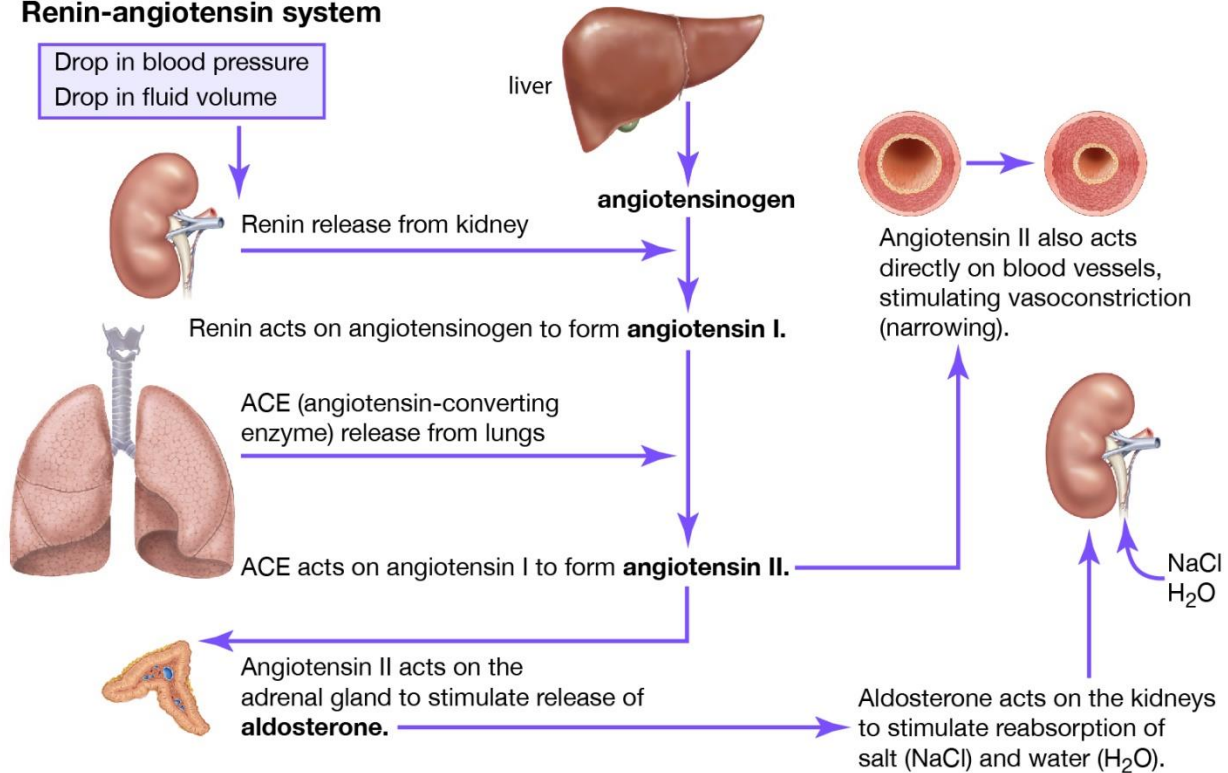 Renin-angiotensin system
Drop in blood pressure
Drop in fluid volume
liver
angiotensinogen
Renin release from kidney
Renin acts on angiotensinogen to form angiotensin I.
ACE (angiotensin-converting
enzyme) release from lungs
ACE acts on angiotensin I to form angiotensin II.
Angiotensin II also acts
directly on blood vessels,
stimulating vasoconstriction
(narrowing).
NaCl
H₂O
Angiotensin II acts on the
adrenal gland to stimulate release of
aldosterone.
Aldosterone acts on the kidneys
to stimulate reabsorption of
salt (NaCl) and water (H₂O).